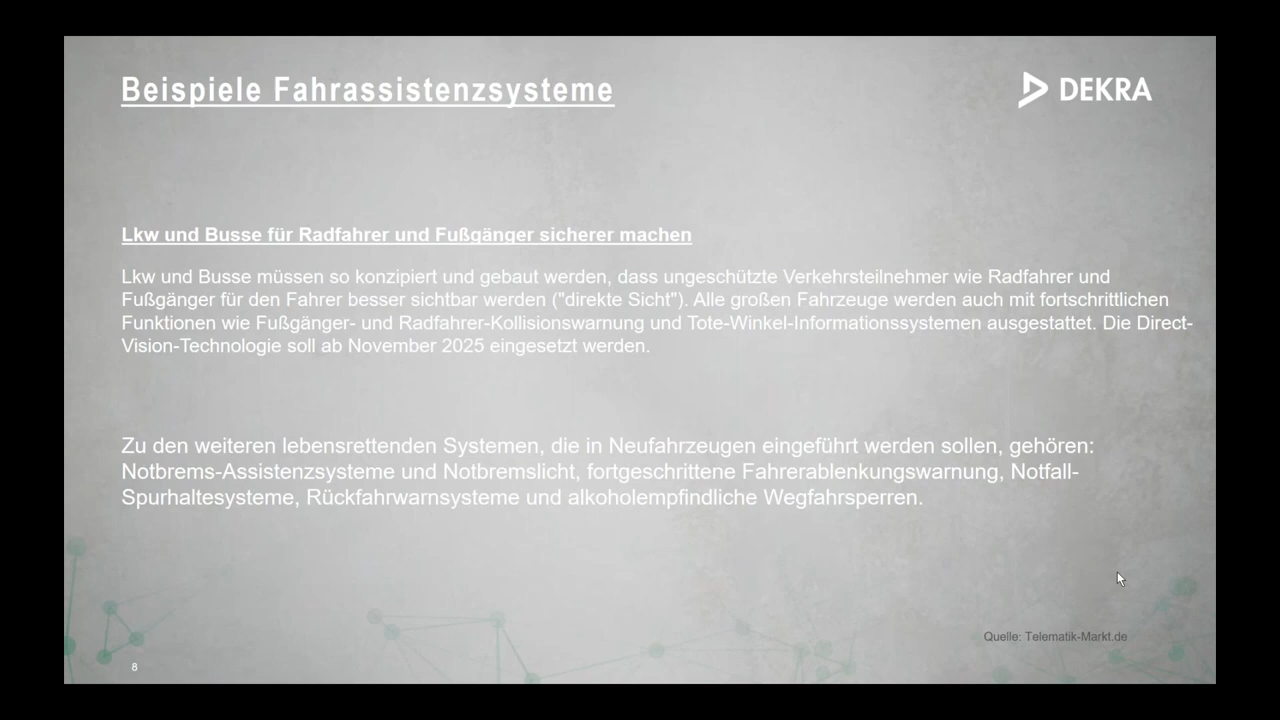 Beispiele Fahrassistenzsysteme
DEKRA
Lkw und Busse für Radfahrer und Fußgänger sicherer machen
Lkw und Busse müssen so konzipiert und gebaut werden, dass ungeschützte Verkehrsteilnehmer wie Radfahrer und
Fußgänger für den Fahrer besser sichtbar werden ("direkte Sicht"). Alle großen Fahrzeuge werden auch mit fortschrittlichen
Funktionen wie Fußgänger- und Radfahrer-Kollisionswarnung und Tote-Winkel-Informationssystemen ausgestattet. Die Direct-
Vision-Technologie soll ab November 2025 eingesetzt werden.
Zu den weiteren lebensrettenden Systemen, die in Neufahrzeugen eingeführt werden sollen, gehören:
Notbrems-Assistenzsysteme und Notbremslicht, fortgeschrittene Fahrerablenkungswarnung, Notfall-
Spurhaltesysteme, Rückfahrwarnsysteme und alkoholempfindliche Wegfahrsperren.
Quelle: Telematik-Markt.de
8